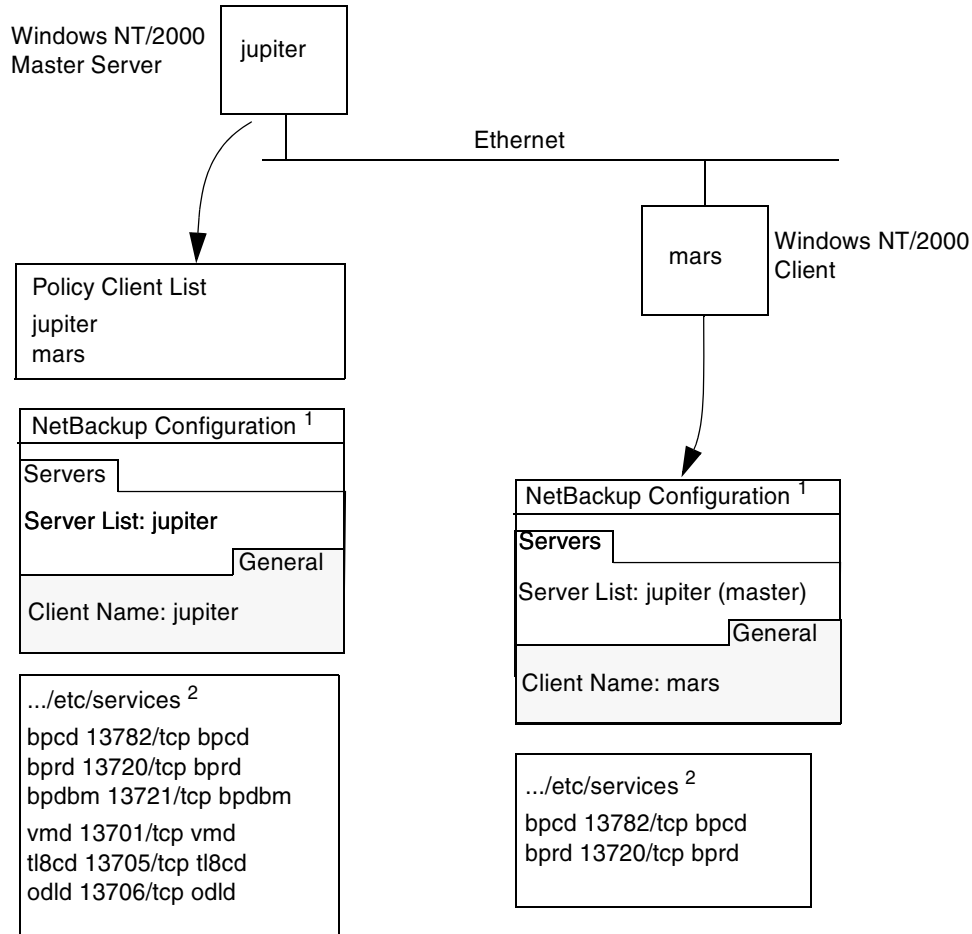 Windows NT/2000
Master Server
jupiter
Ethernet
mars
Windows NT/2000
Client
Policy Client List
jupiter
mars
NetBackup Configuration 1
Servers
Server List: jupiter
General
Client Name: jupiter
.../etc/services 2
bpcd 13782/tcp bpcd
bprd 13720/tcp bprd
bpdbm 13721/tcp bpdbm
vmd 13701/tcp vmd
tl8cd 13705/tcp tl8cd
odld 13706/tcp odld
NetBackup Configuration 1
Servers
Server List: jupiter (master)
General
Client Name: mars
.../etc/services 2
bpcd 13782/tcp bpcd
bprd 13720/tcp bprd